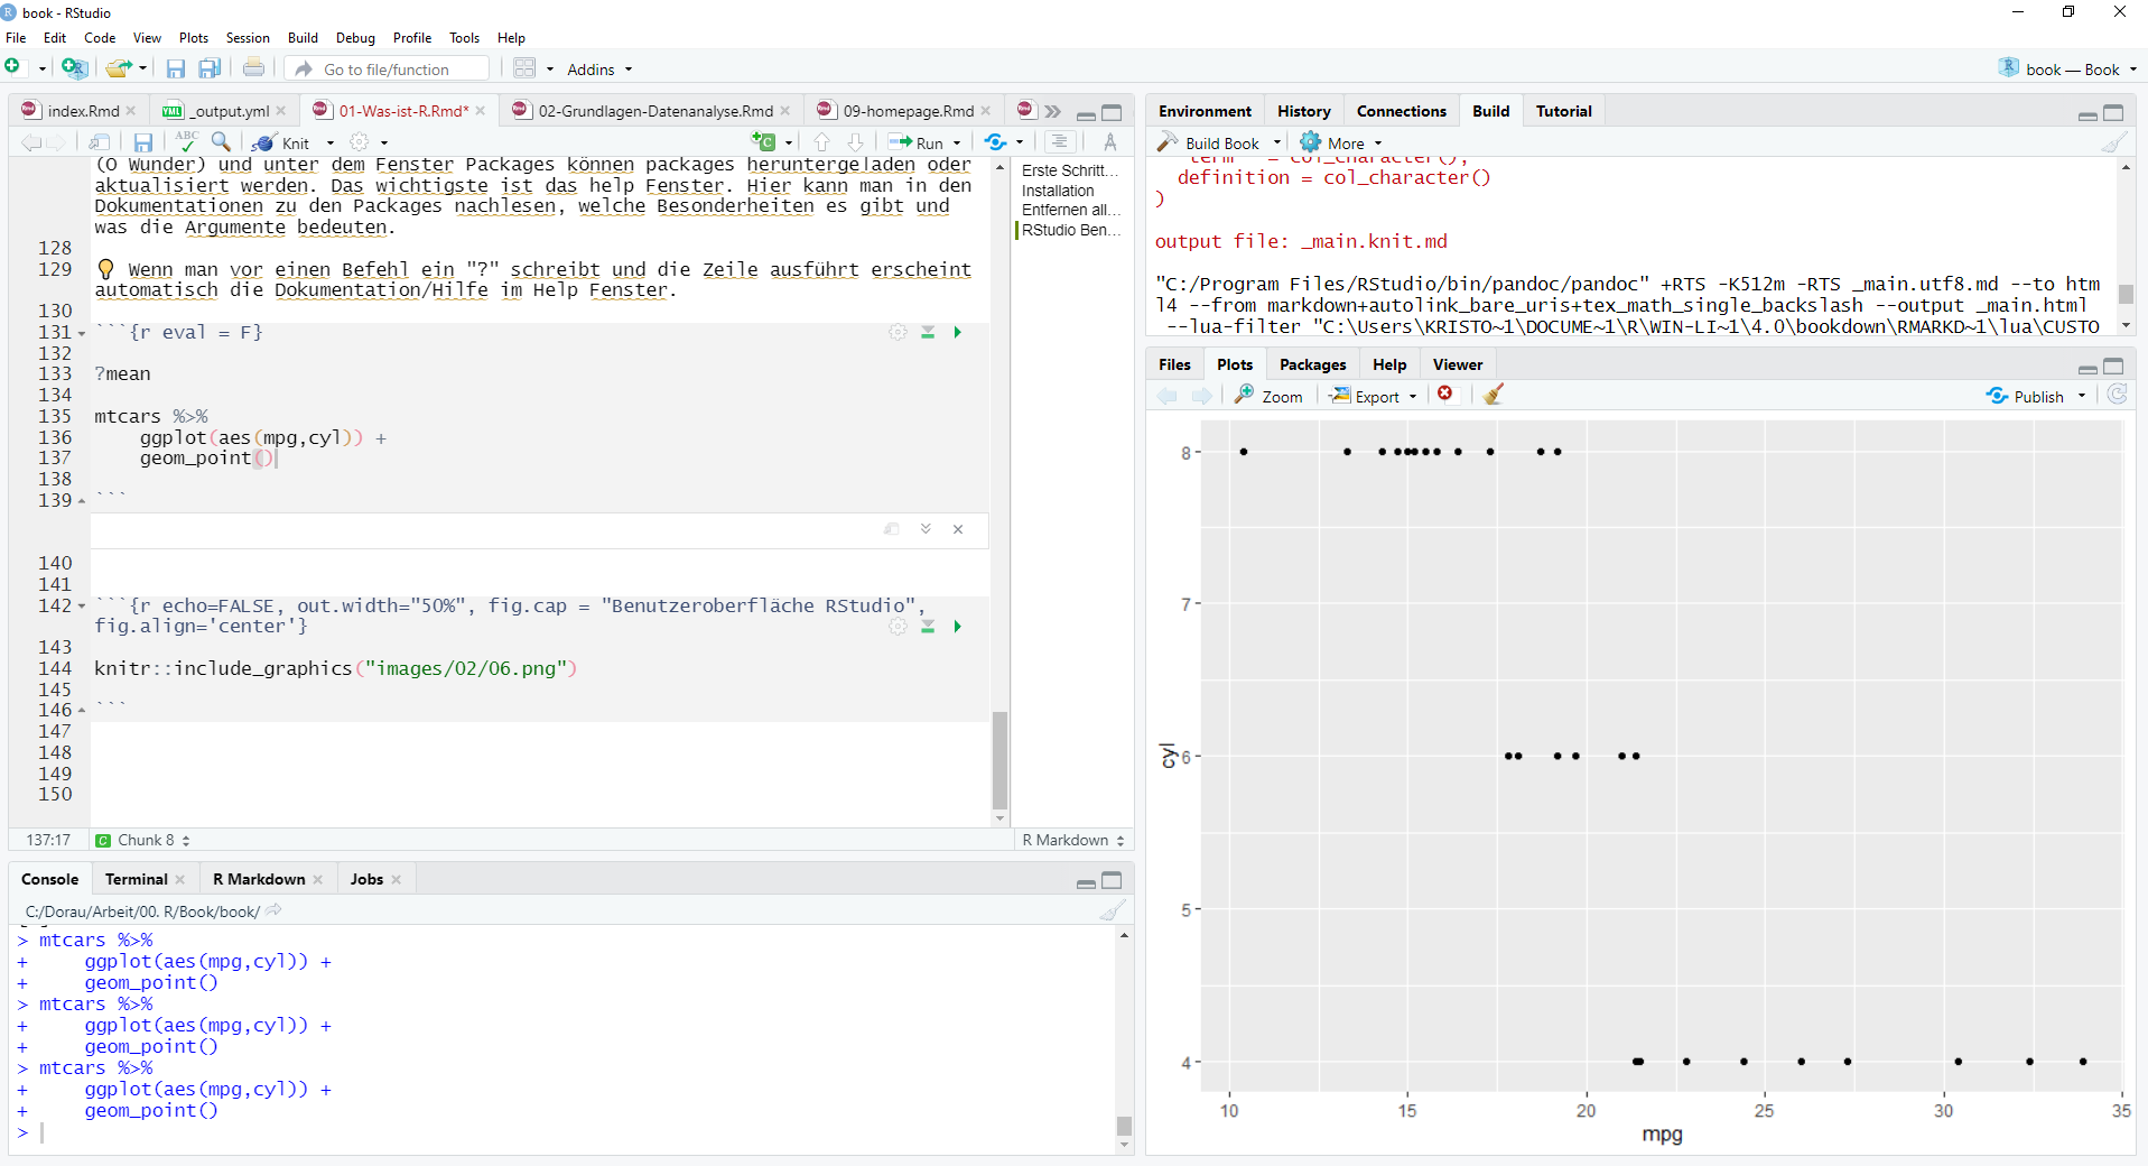 book - RStudio
File Edit Code View Plots Session Build Debug Profile Tools Help
Go to file/function
Addins
book — Book
index.Rmd
_output.yml
01-Was-ist-R.Rmd*
02-Grundlagen-Datenanalyse.Rmd
09-homepage.Rmd
ABC
Knit
Run
(O Wunder) und unter dem Fenster Packages können packages heruntergeladen oder
aktualisiert werden. Das wichtigste ist das help Fenster. Hier kann man in den
Dokumentationen zu den Packages nachlesen, welche Besonderheiten es gibt und
was die Argumente bedeuten.
128
129 Wenn man vor einen Befehl ein "?" schreibt und die Zeile ausführt erscheint
automatisch die Dokumentation/Hilfe im Help Fenster.
130
131 ```{r eval = F}
132
133 ?mean
134
135 mtcars %>%
136 ggplot(aes(mpg,cyl)) +
137 geom_point()
138
139 ```
140
141
142 ```{r echo=FALSE, out.width="50%", fig.cap = "Benutzeroberfläche RStudio",
fig.align='center'}
143
144 knitr::include_graphics("images/02/06.png")
145
146 ```
147
148
149
150
137:17 Chunk 8 R Markdown
Erste Schritt...
Installation
Entfernen all...
RStudio Ben...
Console Terminal R Markdown Jobs
C:/Dorau/Arbeit/00. R/Book/book/
> mtcars %>%
+ ggplot(aes(mpg,cyl)) +
+ geom_point()
> mtcars %>%
+ ggplot(aes(mpg,cyl)) +
+ geom_point()
> mtcars %>%
+ ggplot(aes(mpg,cyl)) +
+ geom_point()
>
Environment History Connections Build Tutorial
Build Book More
term = col_character(),
definition = col_character()
)
output file: _main.knit.md
"C:/Program Files/RStudio/bin/pandoc/pandoc" +RTS -K512m -RTS _main.utf8.md --to htm
l4 --from markdown+autolink_bare_uris+tex_math_single_backslash --output _main.html
--lua-filter "C:\Users\KRISTO~1\DOCUME~1\R\WIN-LI~1\4.0\bookdown\RMARKD~1\lua\CUSTO
Files Plots Packages Help Viewer
Zoom Export Publish
8
7
6
5
4
cyl
10 15 20 25 30 35
mpg